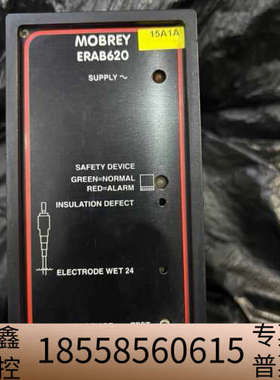 15A1A
MOBREY
ERAB620
SUPPLY ~
SAFETY DEVICE
GREEN=NORMAL
RED=ALARM
INSULATION DEFECT
ELECTRODE WET 24
鑫
控
18558560615
专
普